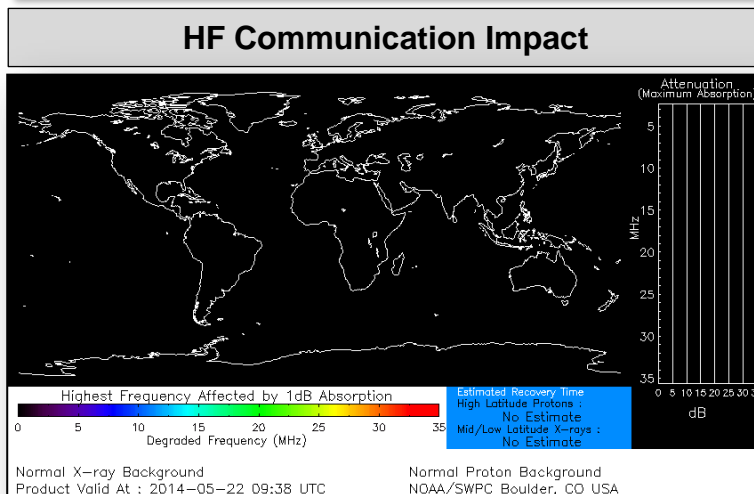 HF Communication Impact
Attenuation
(Maximum Absorption)
5
10
15
20
25
30
35
MHz
0 5 10 15 20 25 30
dB
Highest Frequency Affected by 1dB Absorption
0 5 10 15 20 25 30 35
Degraded Frequency (MHz)
Estimated Recovery Time
High Latitude Protons :
No Estimate
Mid/Low Latitude X-rays :
No Estimate
Normal X-ray Background
Product Valid At : 2014-05-22 09:38 UTC
Normal Proton Background
NOAA/SWPC Boulder, CO USA